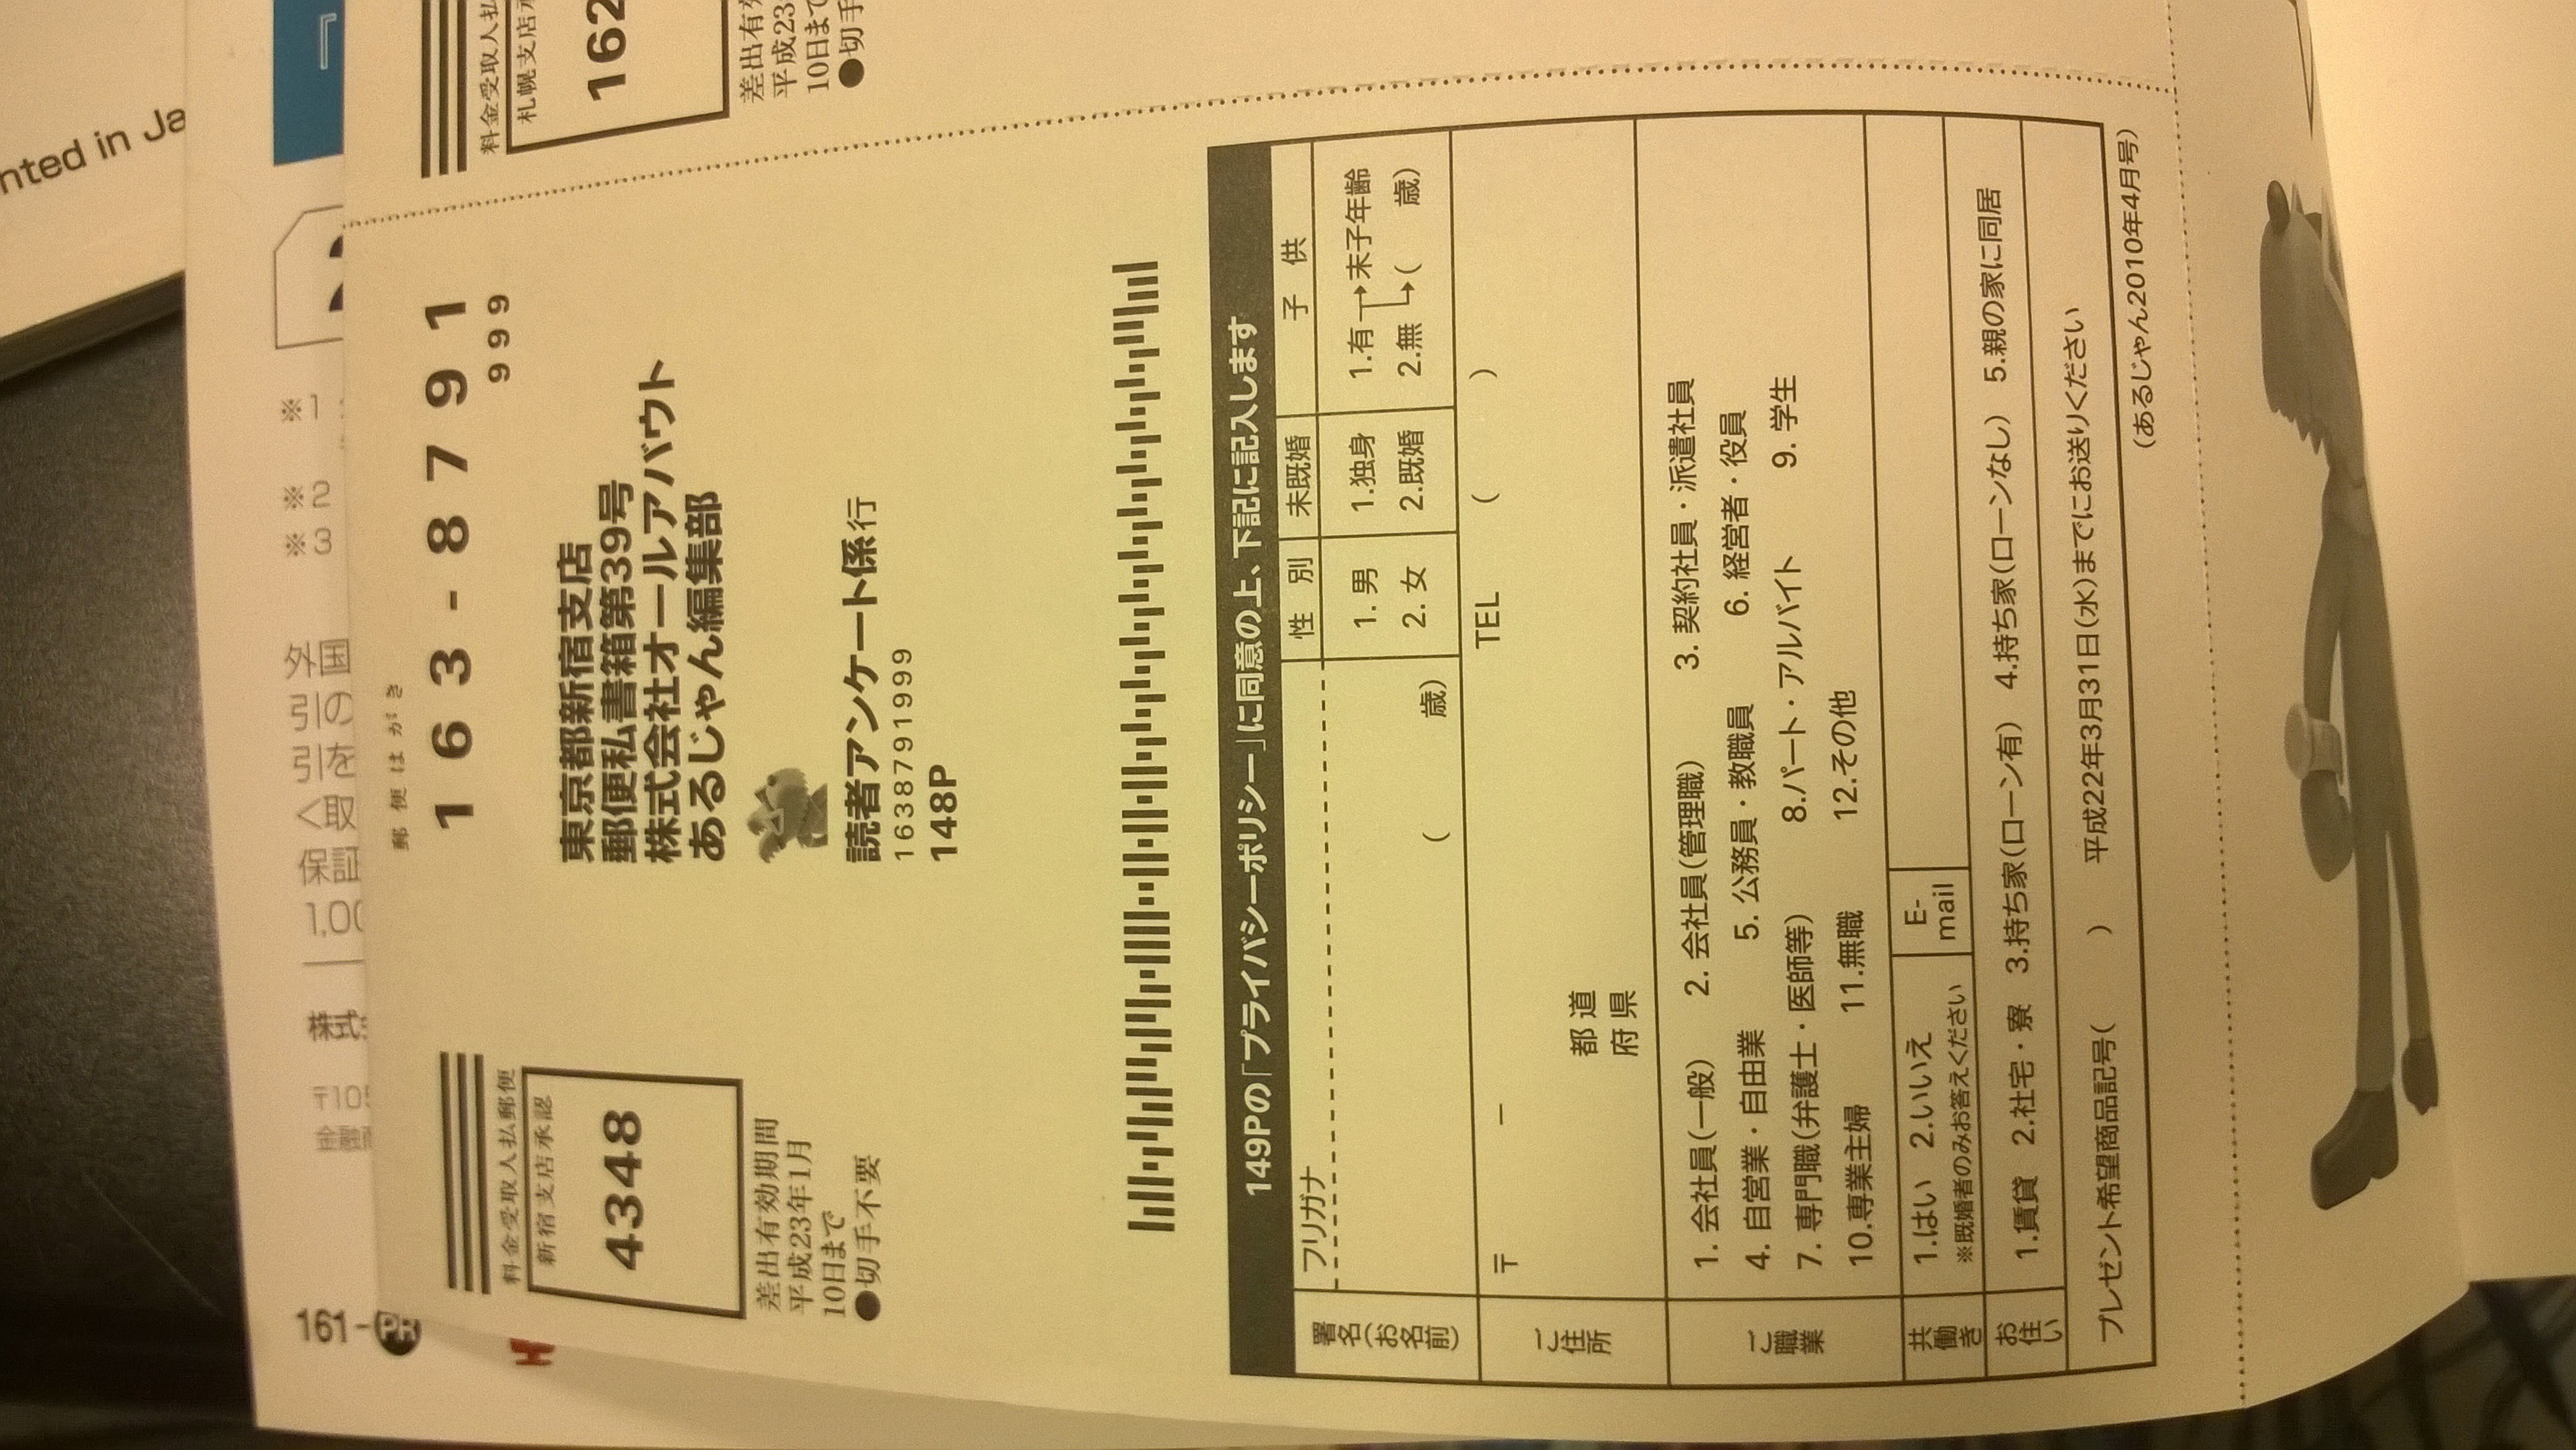 郵便はがき
163-8791
999
料金受取人払郵便
新宿支店承認
4348
差出有効期間
平成23年1月
10日まで
●切手不要
東京都新宿支店
郵便私書箱第39号
株式会社オールアバウト
あるじゃん編集部
読者アンケート係行
1638791999
148P
149Pの「プライバシーポリシー」に同意の上、下記に記入します
署名(お名前)
フリガナ
( 歳)
性別
1. 男
2. 女
未既婚
1.独身
2.既婚
子供
1.有→末子年齢
2.無 ( 歳)
ご住所
〒 −
TEL ( )
都道
府県
ご職業
1. 会社員(一般) 2. 会社員(管理職) 3. 契約社員・派遣社員
4. 自営業・自由業 5. 公務員・教職員 6. 経営者・役員
7. 専門職(弁護士・医師等) 8.パート・アルバイト 9. 学生
10.専業主婦 11.無職 12.その他
共働き
1.はい 2.いいえ
※既婚者のみお答えください
E-
mail
お住い
1.賃貸 2.社宅・寮 3.持ち家(ローン有) 4.持ち家(ローンなし) 5.親の家に同居
プレゼント希望商品記号( ) 平成22年3月31日(水)までにお送りください
(あるじゃん2010年4月号)
料金受取人払
札幌支店承
162
差出有効
平成23
10日まで
●切手
nted in Ja
※1
※2
※3
外国
引の
引を
<取
保証
1,00
〒105
161-